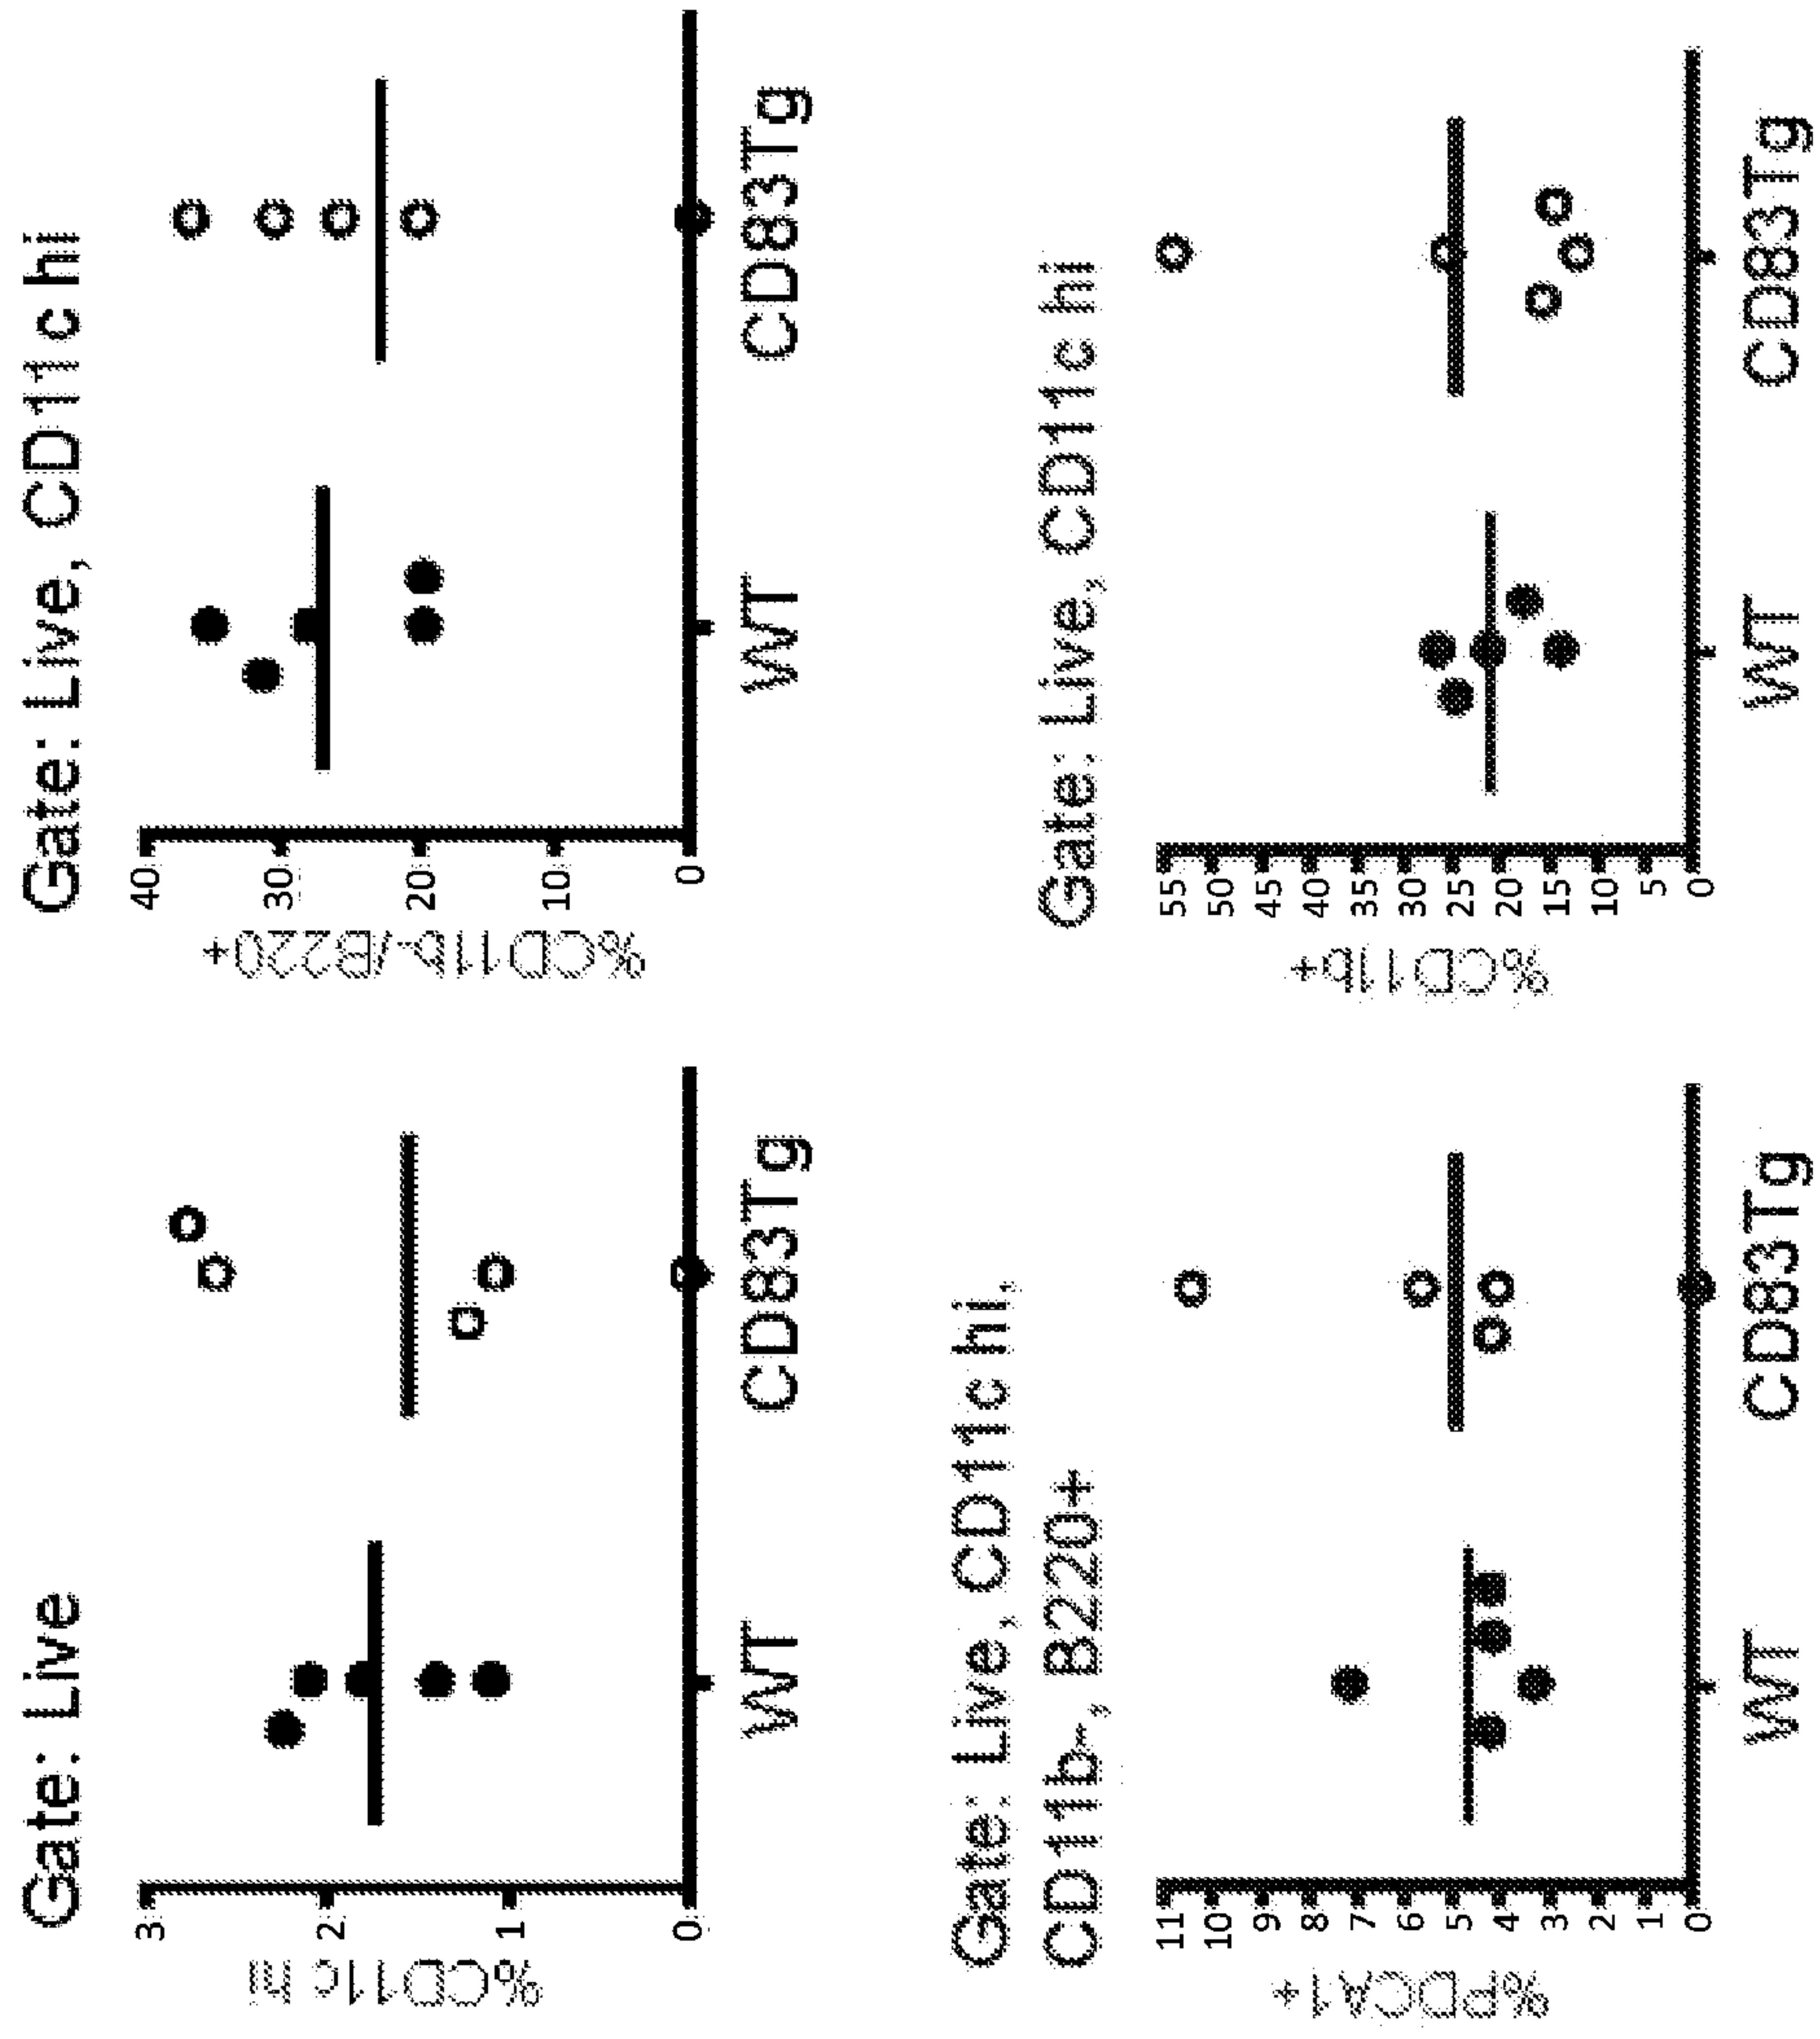 Gate: Live
%CD11c hi
3
2
1
0
WT
CD83Tg
Gate: Live, CD11c hi
%CD11b-/B220+
40
30
20
10
0
WT
CD83Tg
Gate: Live, CD11c hi,
CD11b-, B220+
%PDCA1+
11
10
9
8
7
6
5
4
3
2
1
0
WT
CD83Tg
Gate: Live, CD11c hi
%CD11b+
55
50
45
40
35
30
25
20
15
10
5
0
WT
CD83Tg